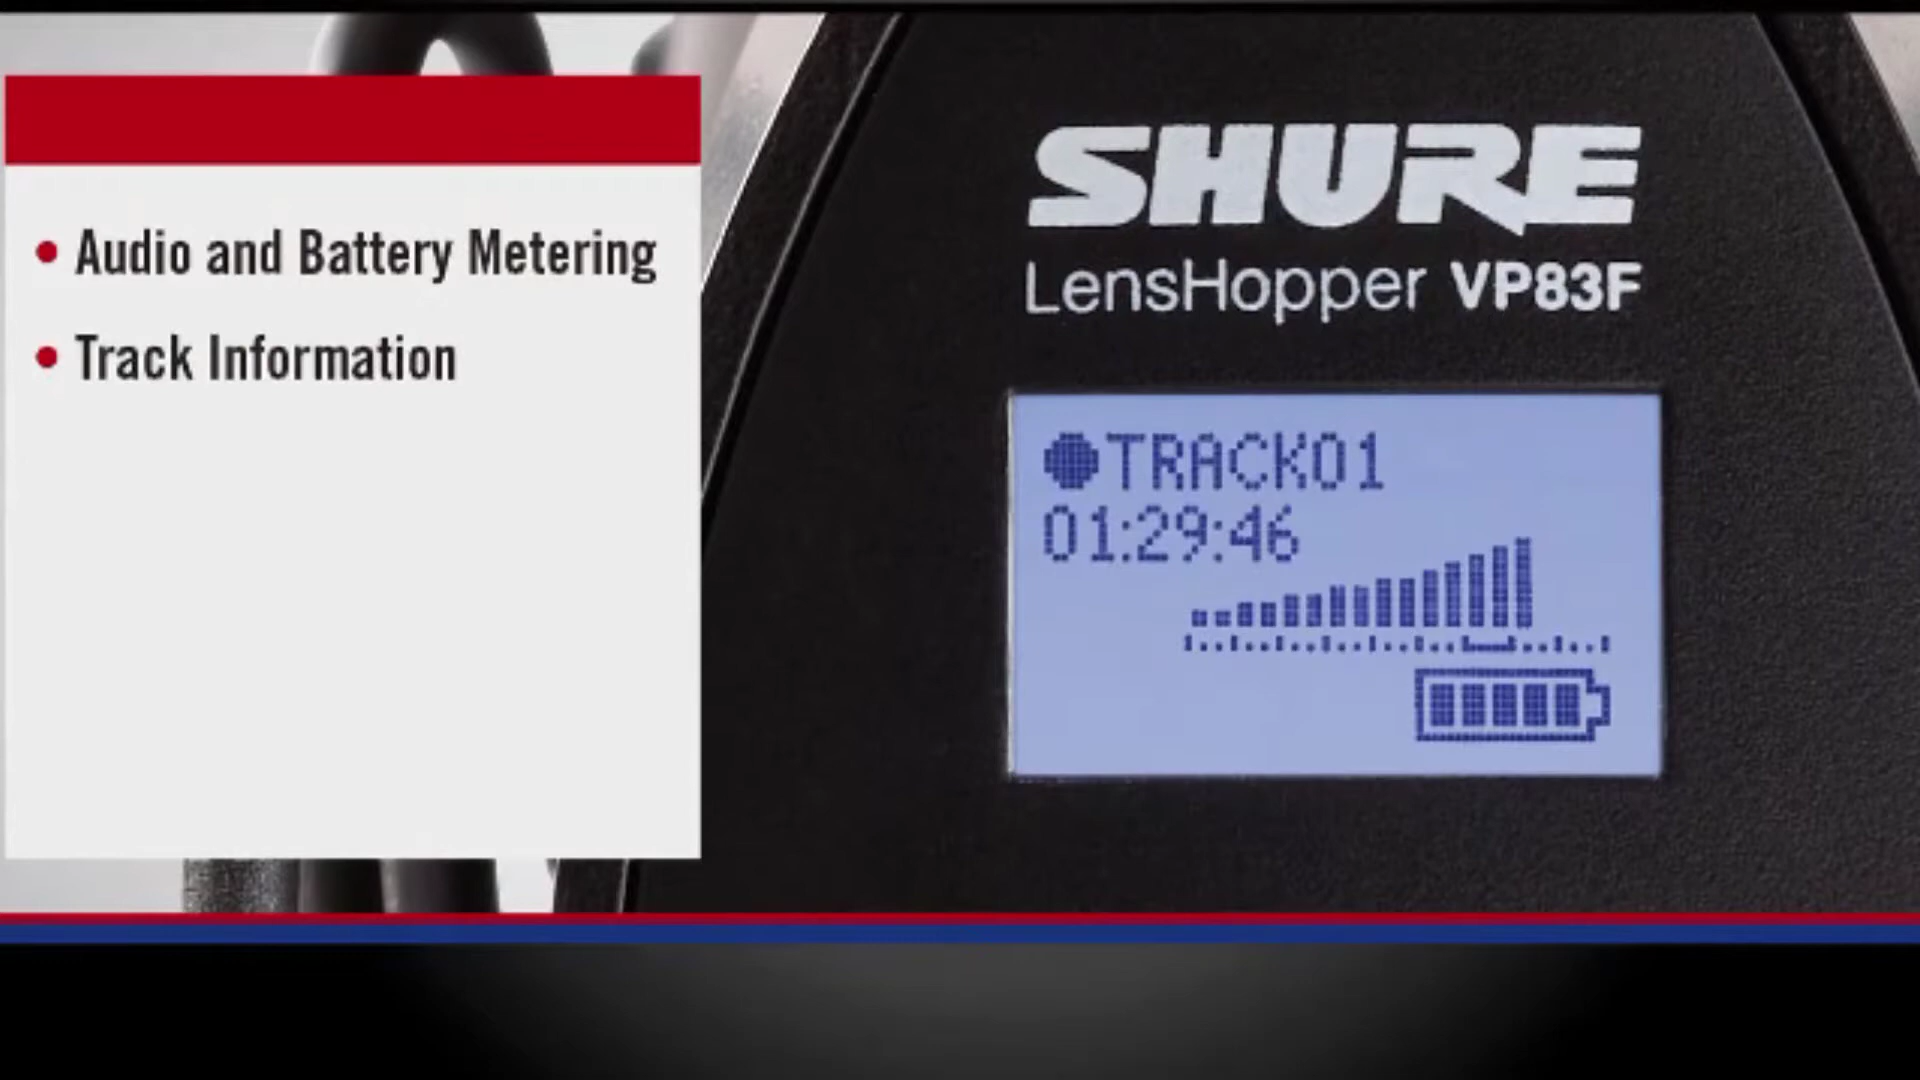 Audio and Battery Metering
Track Information
SHURE
LensHopper VP83F
TRACK01
01:29:46